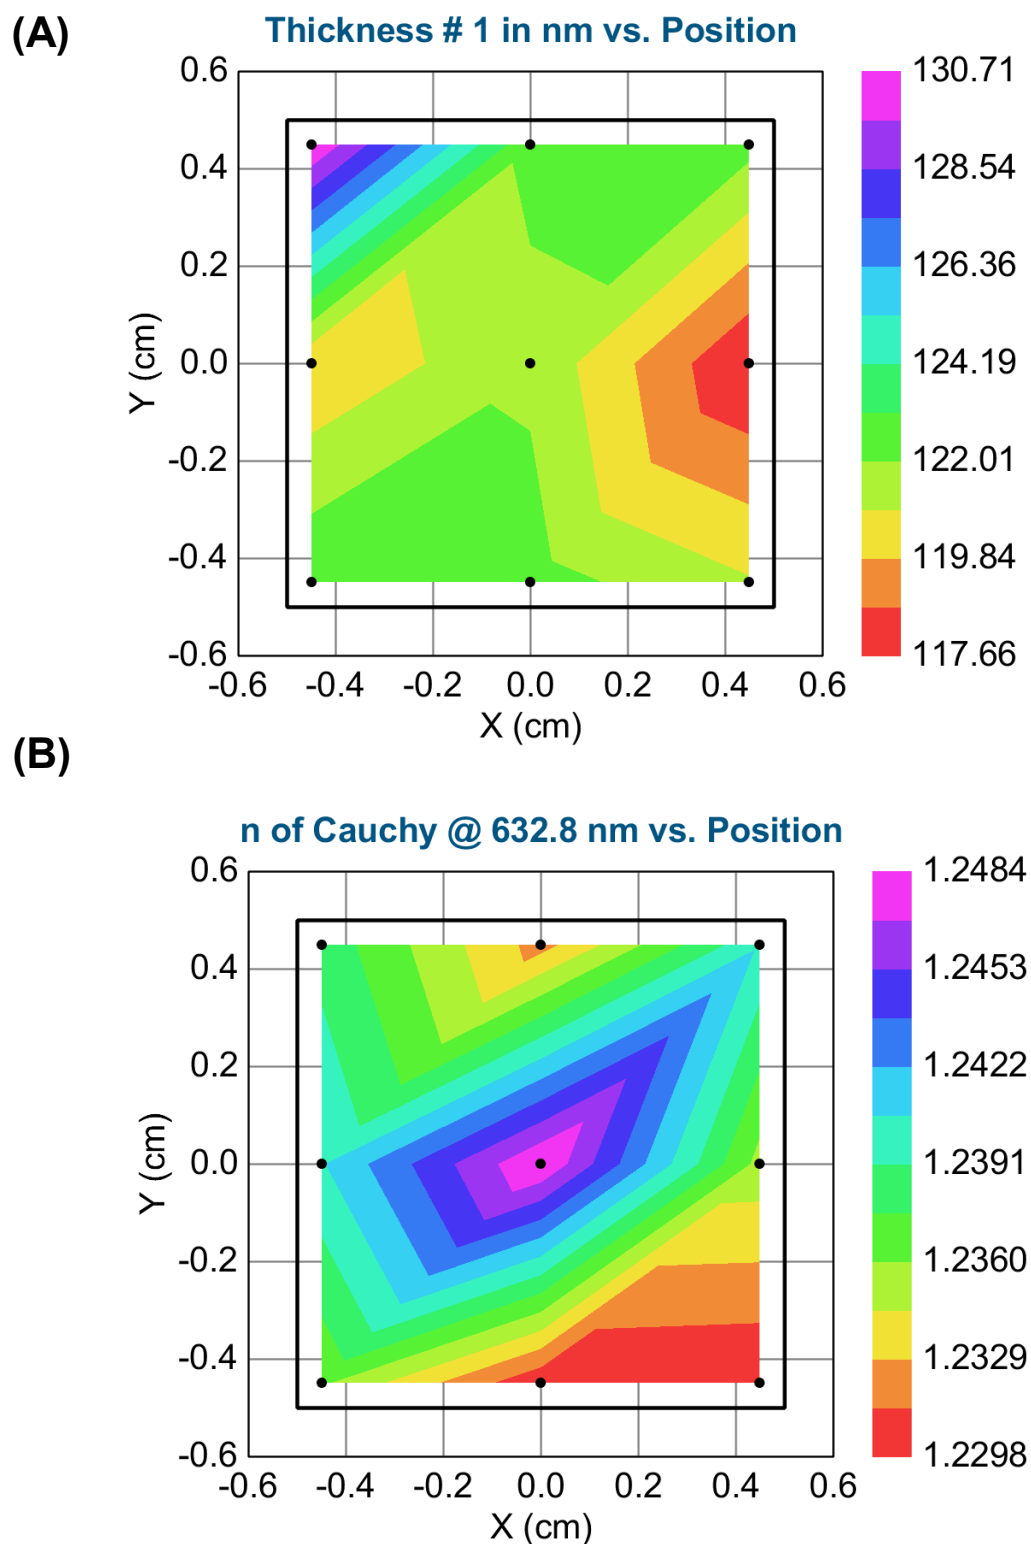 (A)
Thickness # 1 in nm vs. Position
0.6
0.4
0.2
0.0
-0.2
-0.4
-0.6
Y (cm)
-0.6 -0.4 -0.2 0.0 0.2 0.4 0.6
X (cm)
130.71
128.54
126.36
124.19
122.01
119.84
117.66
(B)
n of Cauchy @ 632.8 nm vs. Position
0.6
0.4
0.2
0.0
-0.2
-0.4
-0.6
Y (cm)
-0.6 -0.4 -0.2 0.0 0.2 0.4 0.6
X (cm)
1.2484
1.2453
1.2422
1.2391
1.2360
1.2329
1.2298